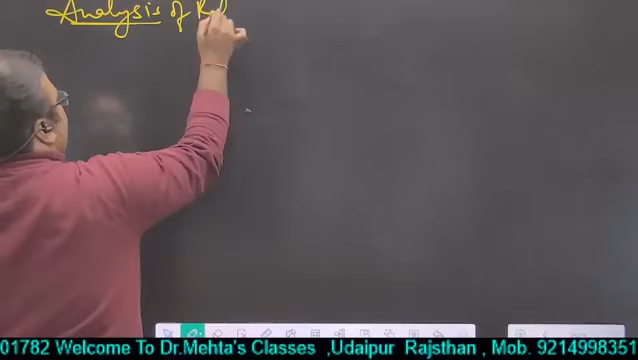 Analysis of
01782 Welcome To Dr.Mehta's Classes ,Udaipur Rajsthan , Mob. 9214998351